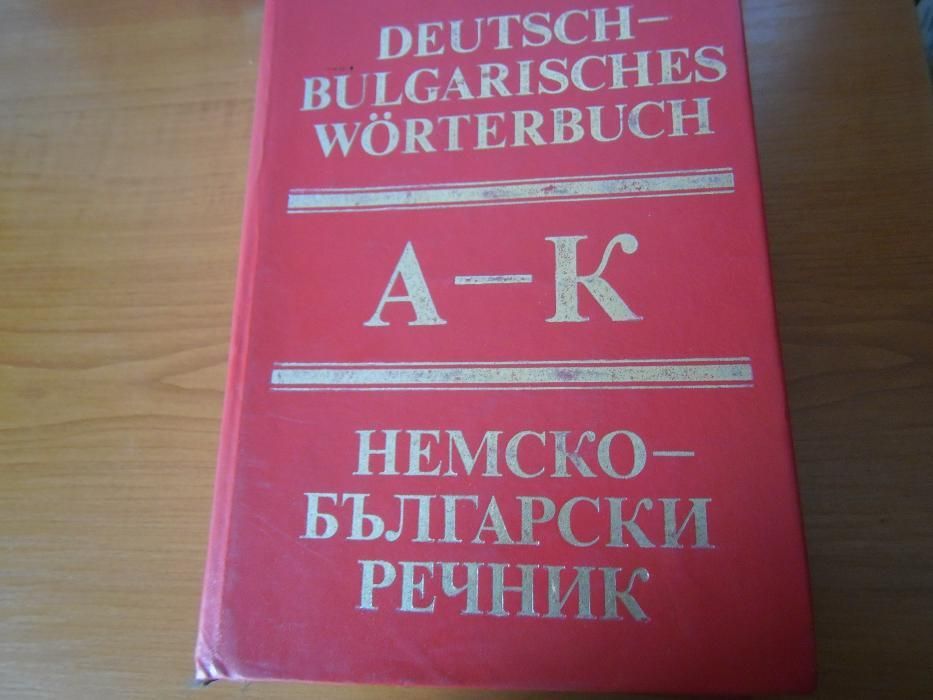 DEUTSCH–
BULGARISCHES
WÖRTERBUCH
A–K
НЕМСКО–
БЪЛГАРСКИ
РЕЧНИК